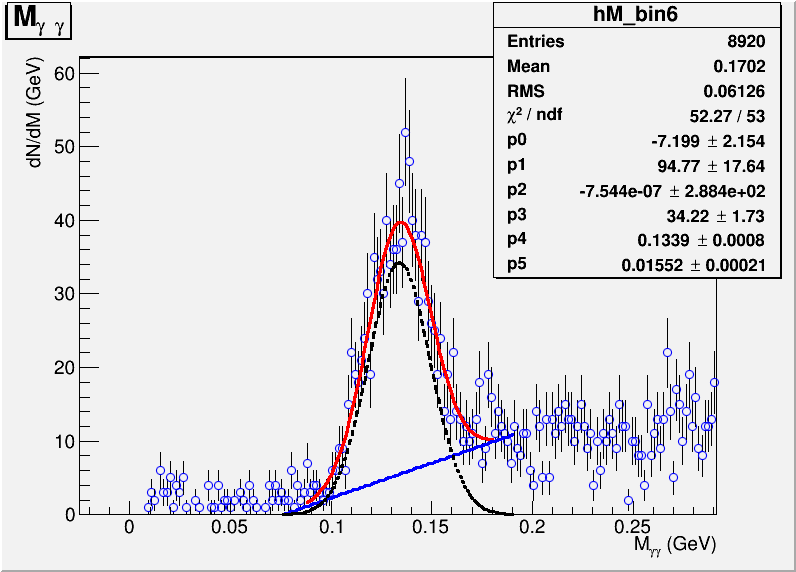 Mγ γ
hM_bin6
Entries 8920
Mean 0.1702
RMS 0.06126
χ² / ndf 52.27 / 53
p0 -7.199 ± 2.154
p1 94.77 ± 17.64
p2 -7.544e-07 ± 2.884e+02
p3 34.22 ± 1.73
p4 0.1339 ± 0.0008
p5 0.01552 ± 0.00021
dN/dM (GeV)
60
50
40
30
20
10
0
0 0.05 0.1 0.15 0.2 0.25
Mγγ (GeV)